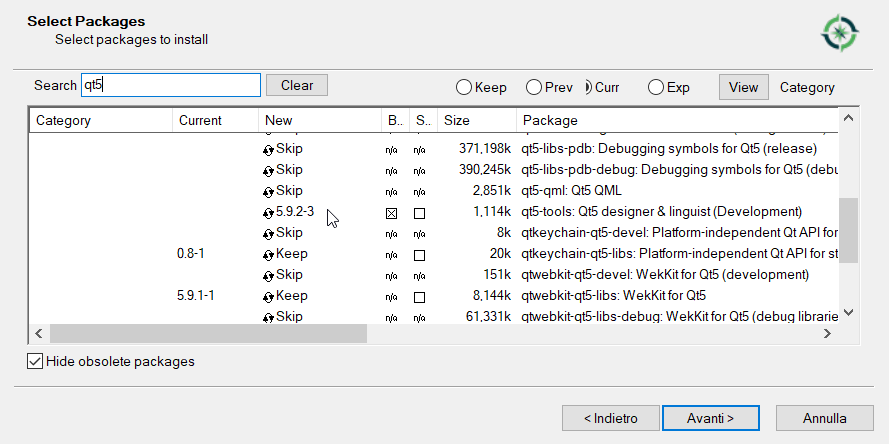 Select Packages
Select packages to install
Search qt5 Clear Keep Prev Curr Exp View Category
Category Current New B.. S.. Size Package
Skip n/a n/a 371,198k qt5-libs-pdb: Debugging symbols for Qt5 (release)
Skip n/a n/a 390,245k qt5-libs-pdb-debug: Debugging symbols for Qt5 (debu
Skip n/a n/a 2,851k qt5-qml: Qt5 QML
5.9.2-3 1,114k qt5-tools: Qt5 designer & linguist (Development)
Skip n/a n/a 8k qtkeychain-qt5-devel: Platform-independent Qt API for
0.8-1 Keep n/a 20k qtkeychain-qt5-libs: Platform-independent Qt API for st
Skip n/a n/a 151k qtwebkit-qt5-devel: WekKit for Qt5 (development)
5.9.1-1 Keep n/a 8,144k qtwebkit-qt5-libs: WekKit for Qt5
Skip n/a n/a 61,331k qtwebkit-qt5-libs-debug: WekKit for Qt5 (debug librarie
Hide obsolete packages
< Indietro Avanti > Annulla